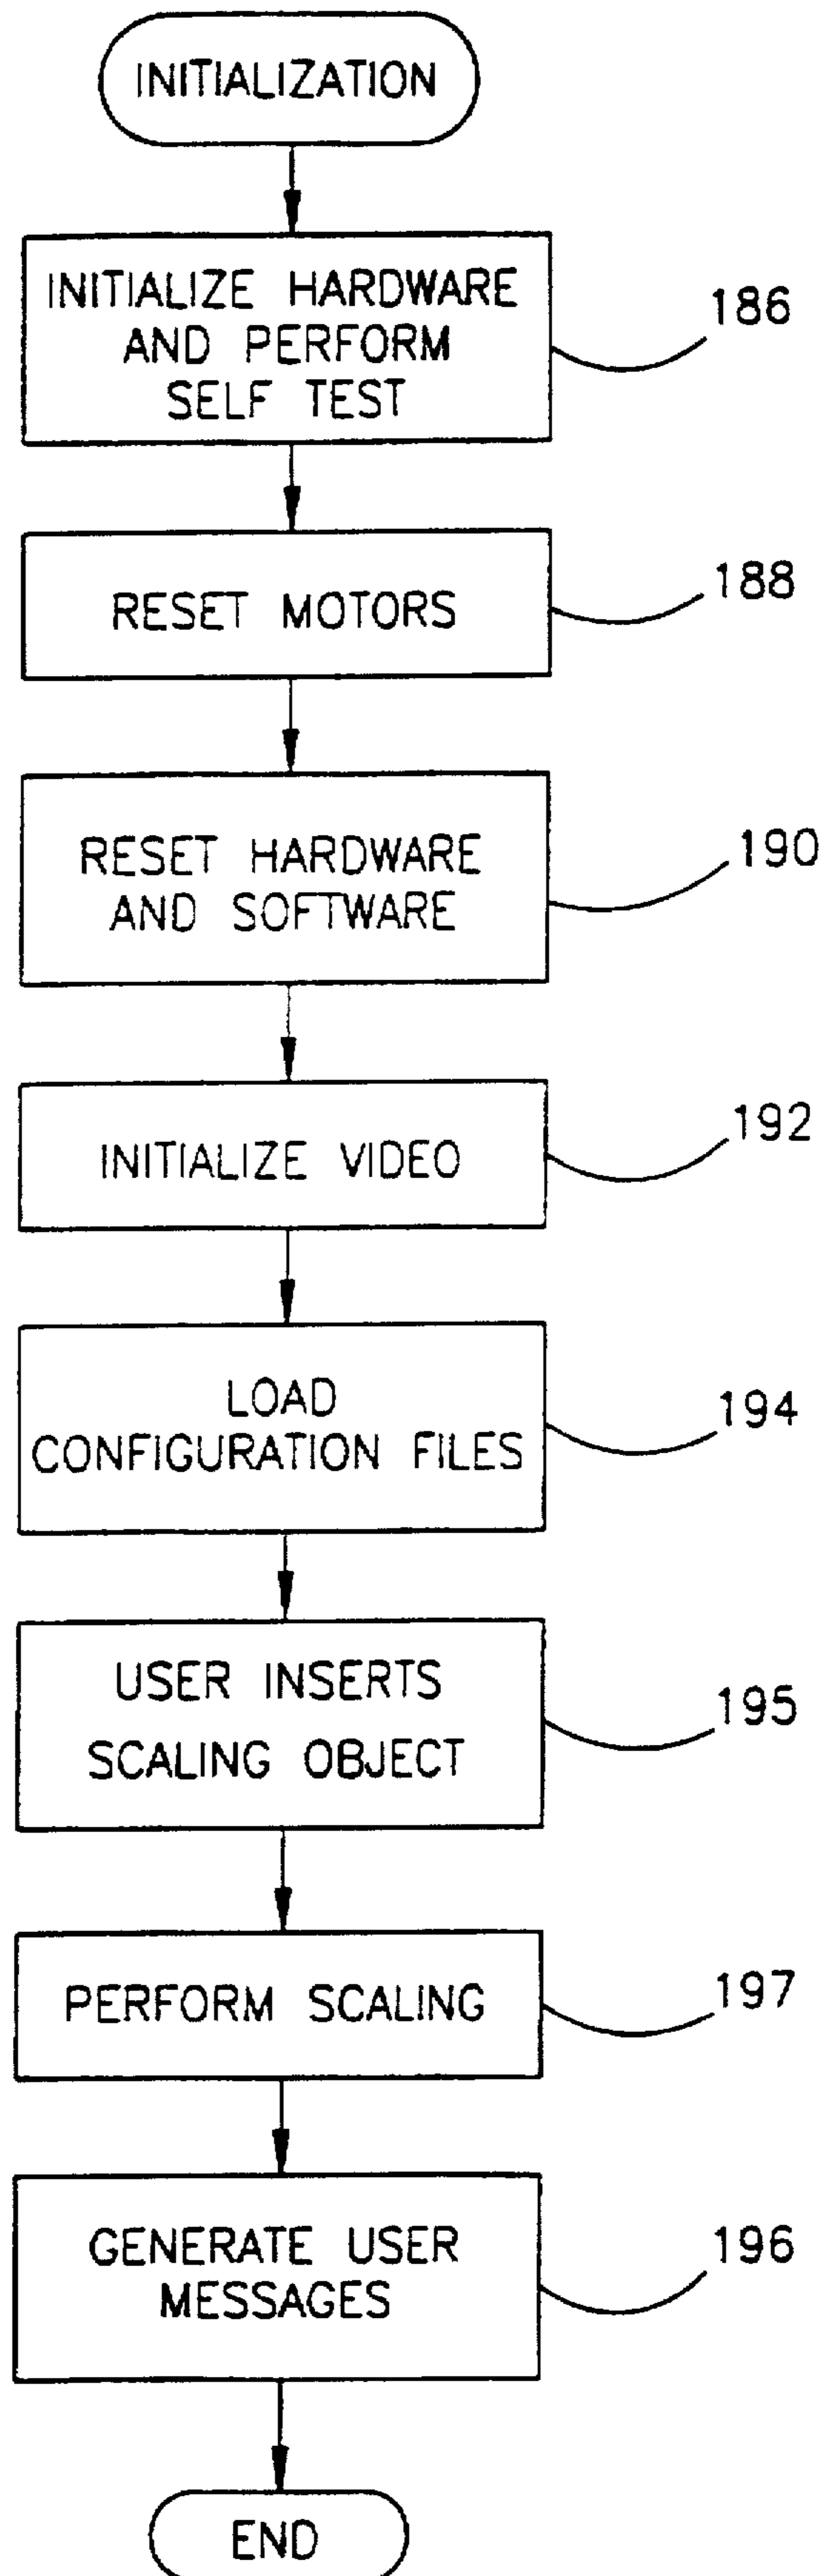 INITIALIZATION
INITIALIZE HARDWARE
AND PERFORM
SELF TEST
186
RESET MOTORS
188
RESET HARDWARE
AND SOFTWARE
190
INITIALIZE VIDEO
192
LOAD
CONFIGURATION FILES
194
USER INSERTS
SCALING OBJECT
195
PERFORM SCALING
197
GENERATE USER
MESSAGES
196
END